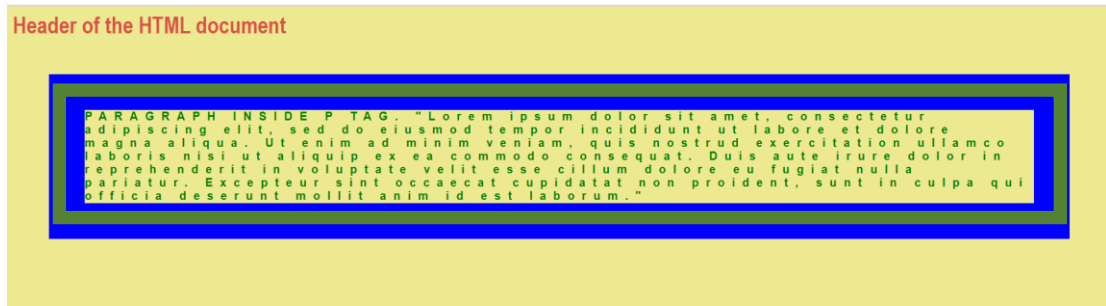 Header of the HTML document
PARAGRAPH INSIDE P TAG. "Lorem ipsum dolor sit amet, consectetur
adipiscing elit, sed do eiusmod tempor incididunt ut labore et dolore
magna aliqua. Ut enim ad minim veniam, quis nostrud exercitation ullamco
laboris nisi ut aliquip ex ea commodo consequat. Duis aute irure dolor in
reprehenderit in voluptate velit esse cillum dolore eu fugiat nulla
pariatur. Excepteur sint occaecat cupidatat non proident, sunt in culpa qui
officia deserunt mollit anim id est laborum."